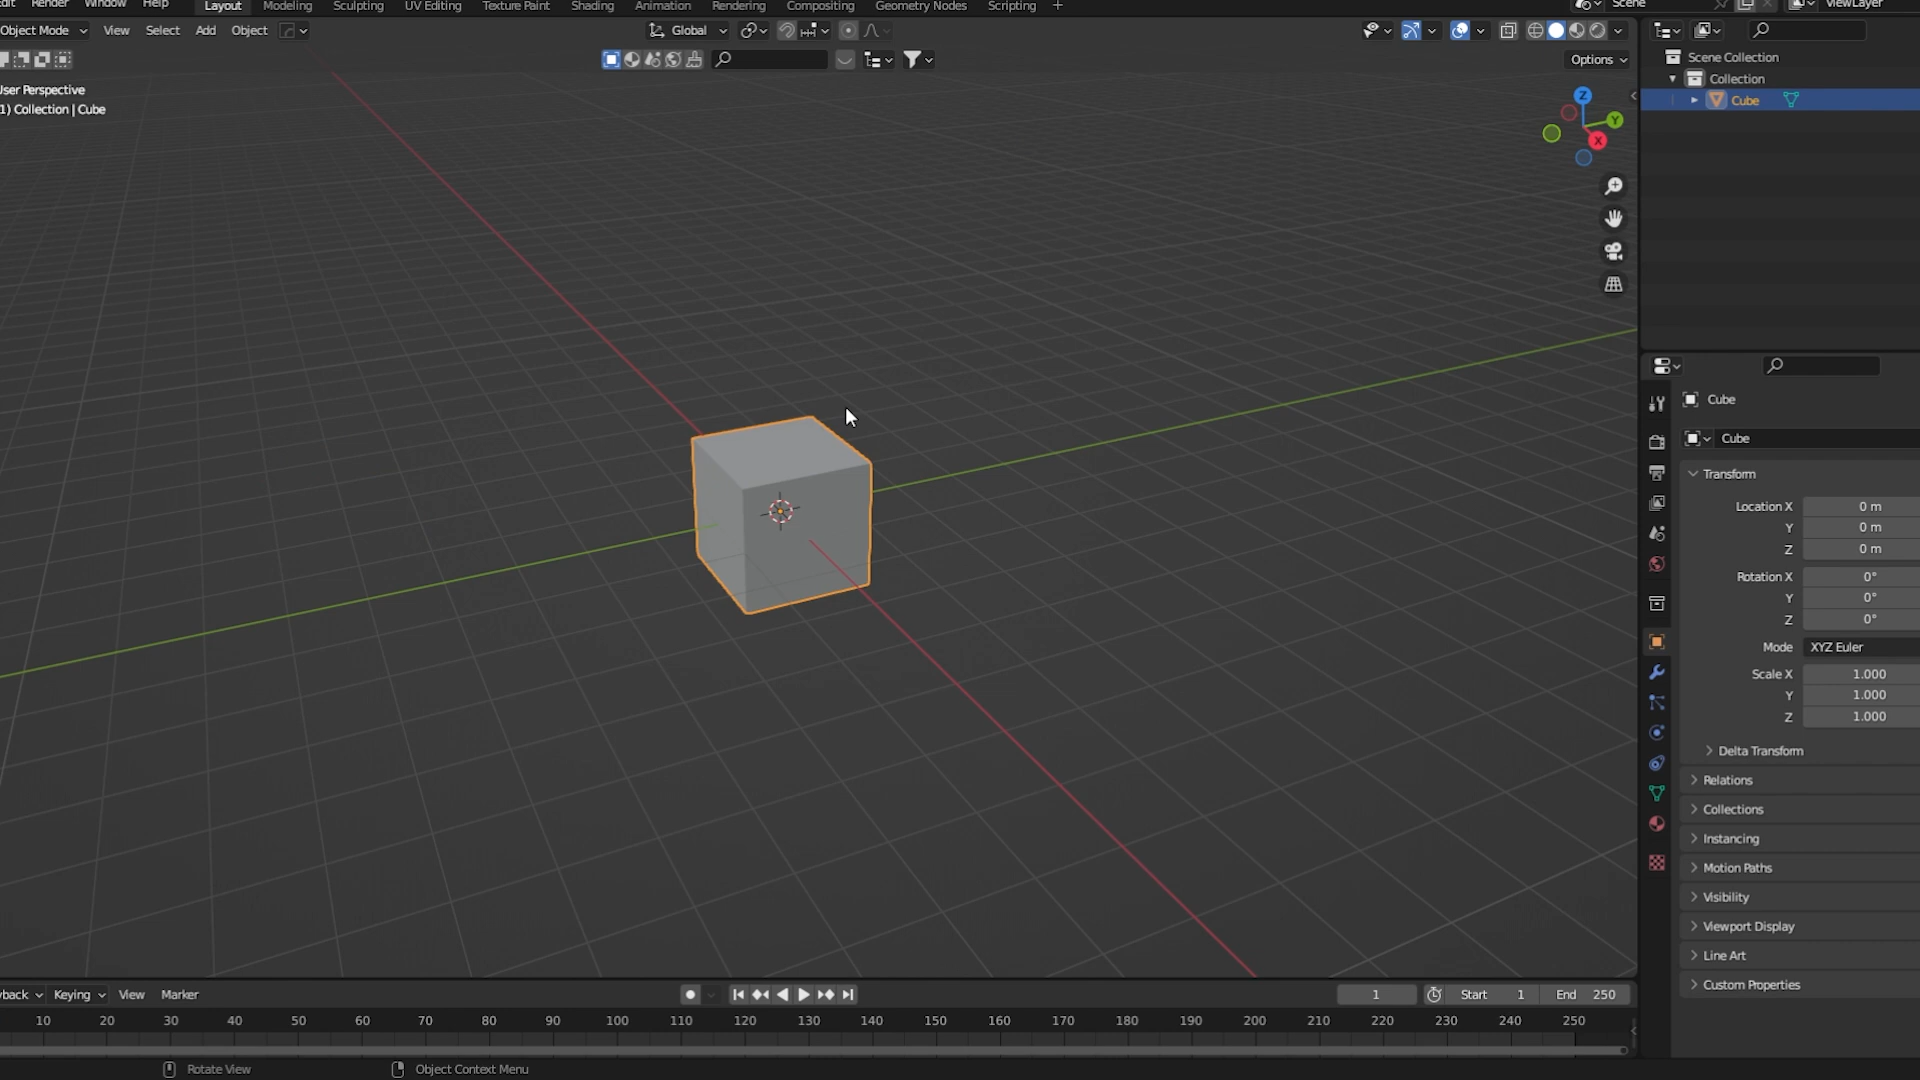 dit Render Window Help Layout Modeling Sculpting UV Editing Texture Paint Shading Animation Rendering Compositing Geometry Nodes Scripting + Scene ViewLayer
Object Mode View Select Add Object Global
Options
User Perspective
1) Collection | Cube
Z
Y
X
Scene Collection
Collection
Cube
Cube
Cube
Transform
Location X 0 m
Y 0 m
Z 0 m
Rotation X 0°
Y 0°
Z 0°
Mode XYZ Euler
Scale X 1.000
Y 1.000
Z 1.000
Delta Transform
Relations
Collections
Instancing
Motion Paths
Visibility
Viewport Display
Line Art
Custom Properties
yback Keying View Marker 1 Start 1 End 250
10 20 30 40 50 60 70 80 90 100 110 120 130 140 150 160 170 180 190 200 210 220 230 240 250
Rotate View Object Context Menu